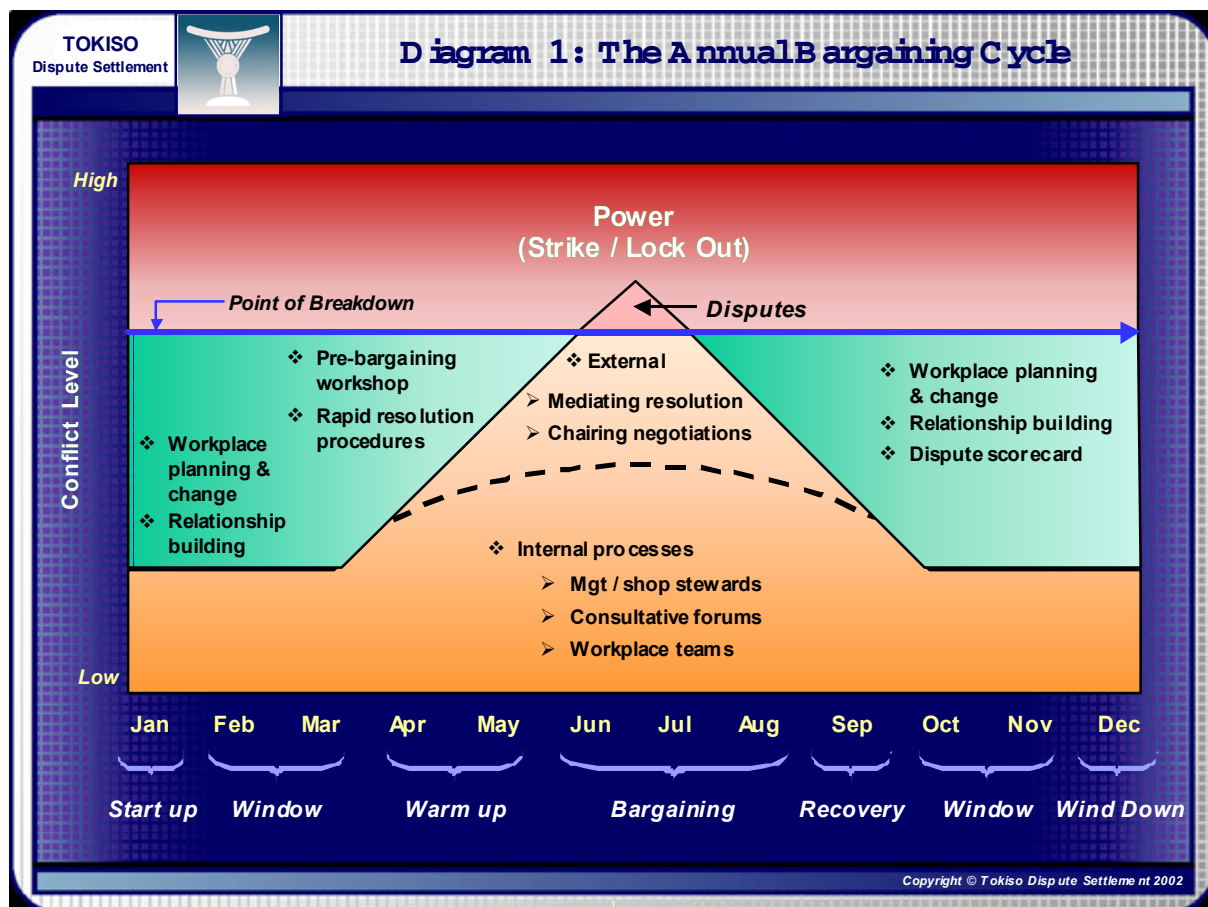 TOKISO
Dispute Settlement
Diagram 1: The Annual Bargaining Cycle
High
Power
(Strike / Lock Out)
Point of Breakdown
Disputes
Conflict Level
❖ Pre-bargaining
workshop
❖ Rapid resolution
procedures
❖ Workplace
planning &
change
❖ Relationship
building
❖ External
➢ Mediating resolution
➢ Chairing negotiations
❖ Workplace planning
& change
❖ Relationship building
❖ Dispute scorecard
❖ Internal processes
➢ Mgt / shop stewards
➢ Consultative forums
➢ Workplace teams
Low
Jan Feb Mar Apr May Jun Jul Aug Sep Oct Nov Dec
Start up Window Warm up Bargaining Recovery Window Wind Down
Copyright © Tokiso Dispute Settlement 2002
1